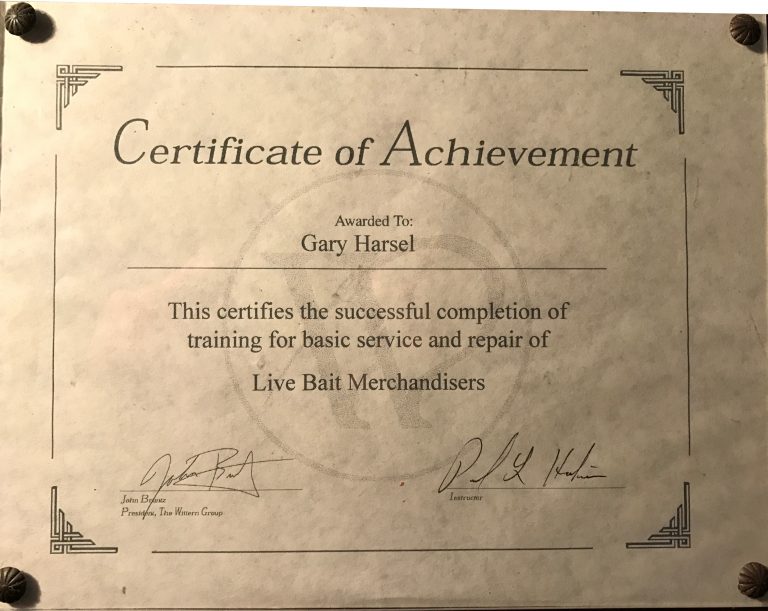 Certificate of Achievement
Awarded To:
Gary Harsel
This certifies the successful completion of
training for basic service and repair of
Live Bait Merchandisers
John
President, The Wittern Group
Instructor